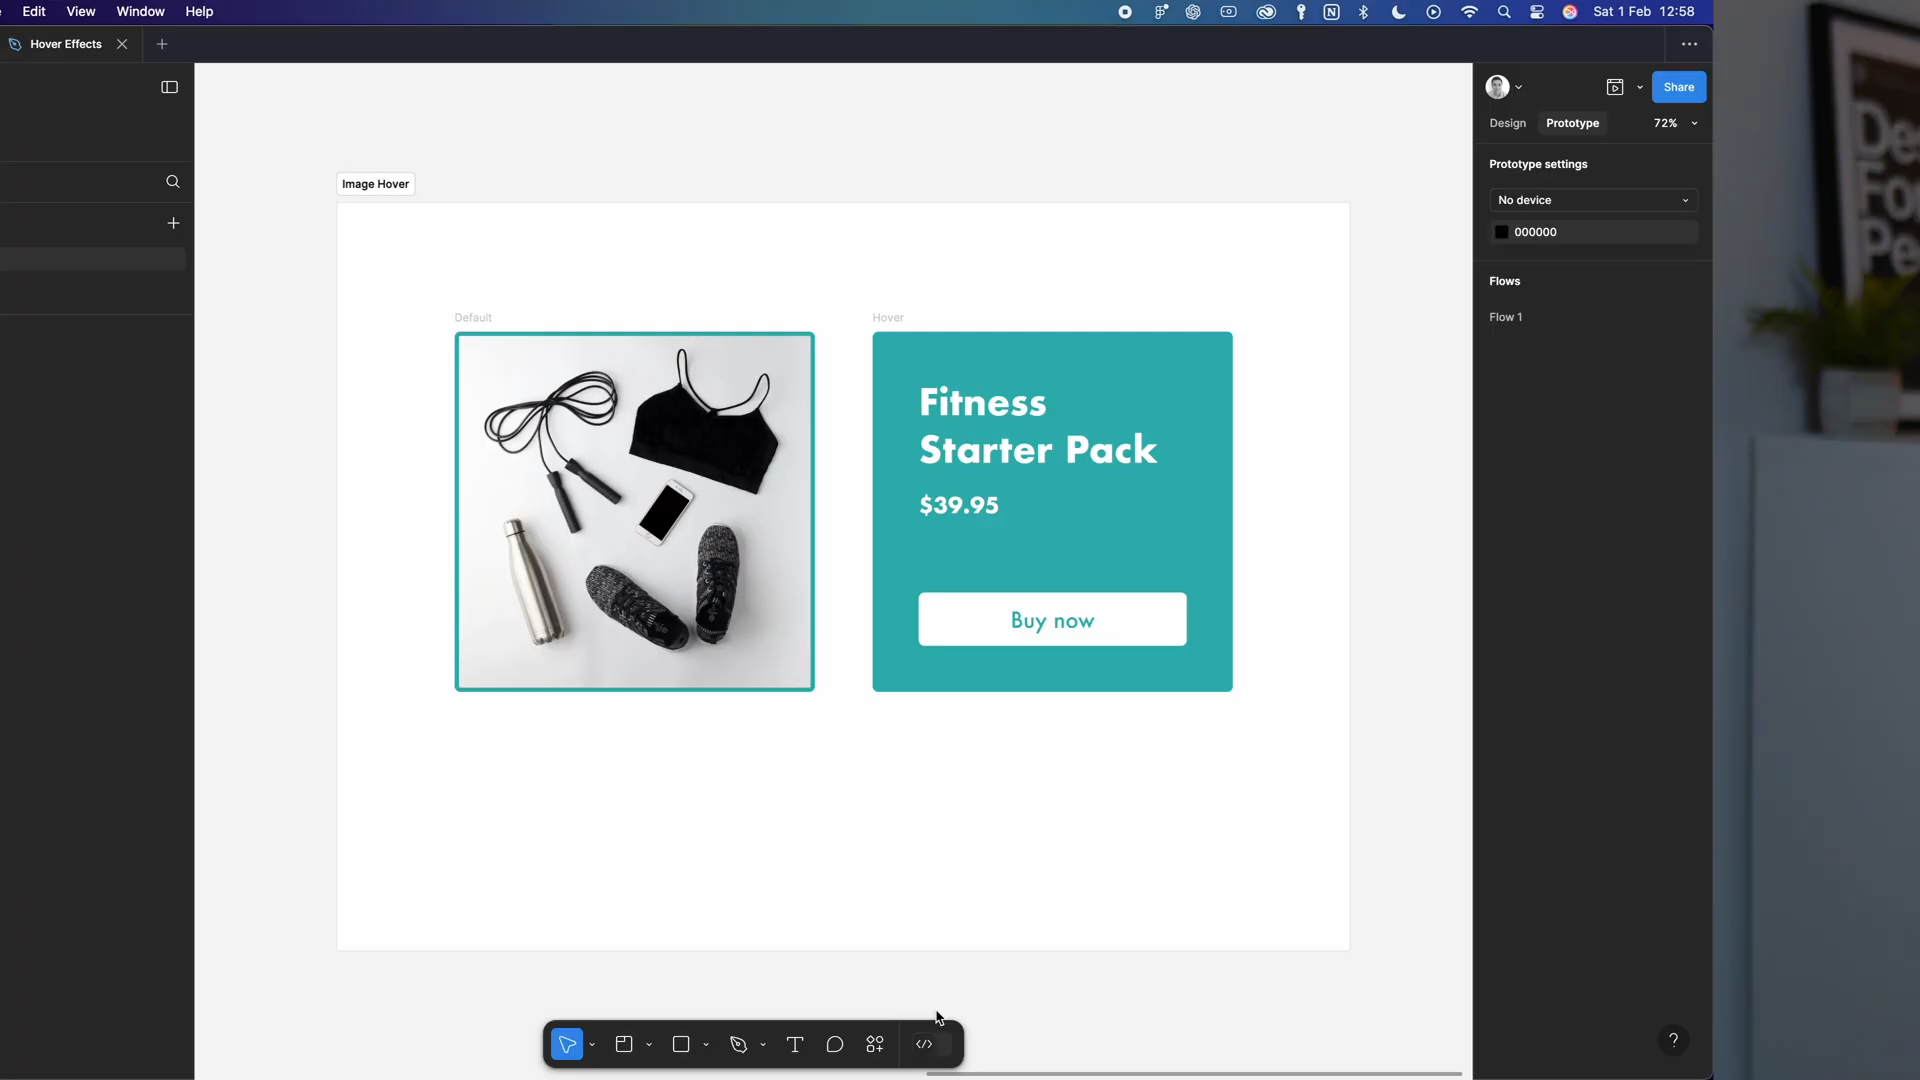 Edit View Window Help
Sat 1 Feb 12:58
Hover Effects
Share
Design Prototype 72%
Prototype settings
No device
000000
Flows
Flow 1
Image Hover
Default
Hover
Fitness
Starter Pack
$39.95
Buy now
?